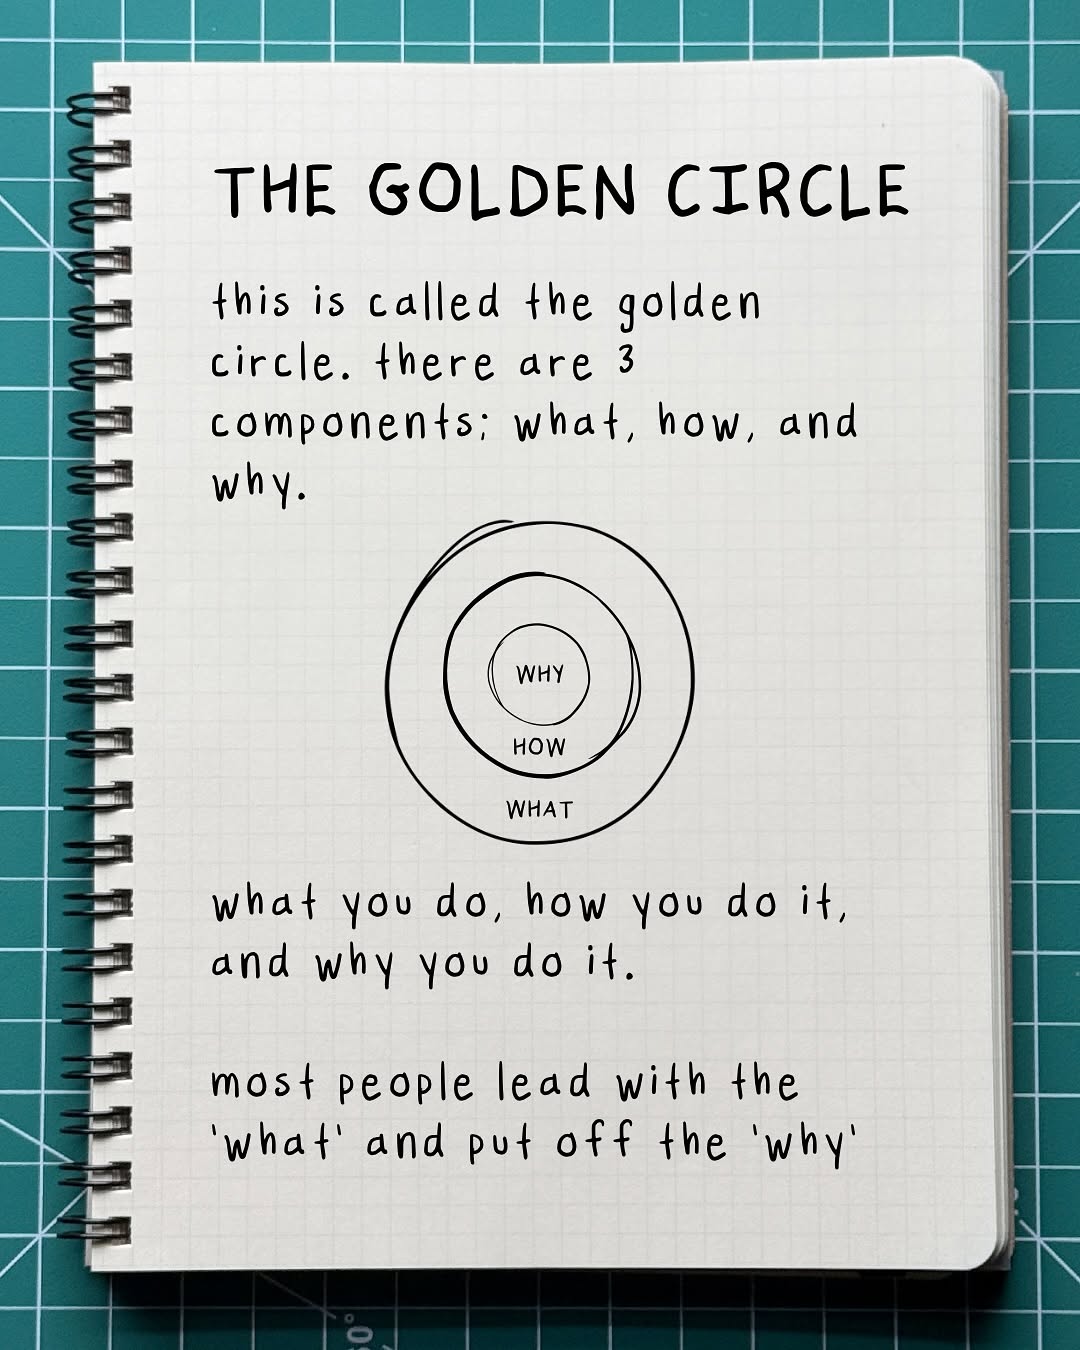 THE GOLDEN CIRCLE
this is called the golden
circle. there are 3
components; what, how, and
why.
WHY
HOW
WHAT
what you do, how you do it,
and why you do it.
most people lead with the
'what' and put off the 'why'